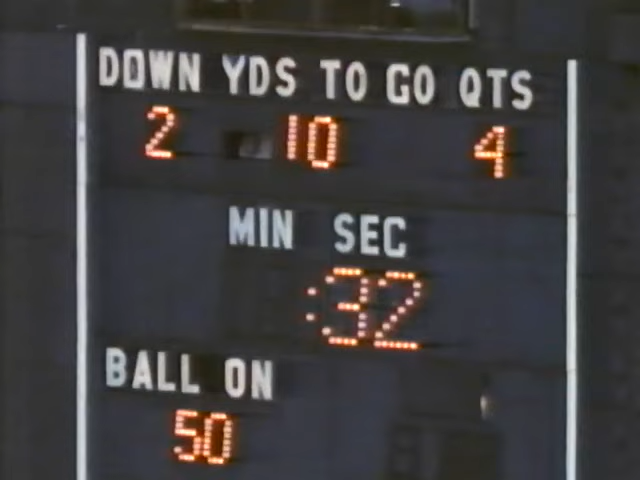 DOWN YDS TO GO QTS
2 10 4
MIN SEC
:32
BALL ON
50